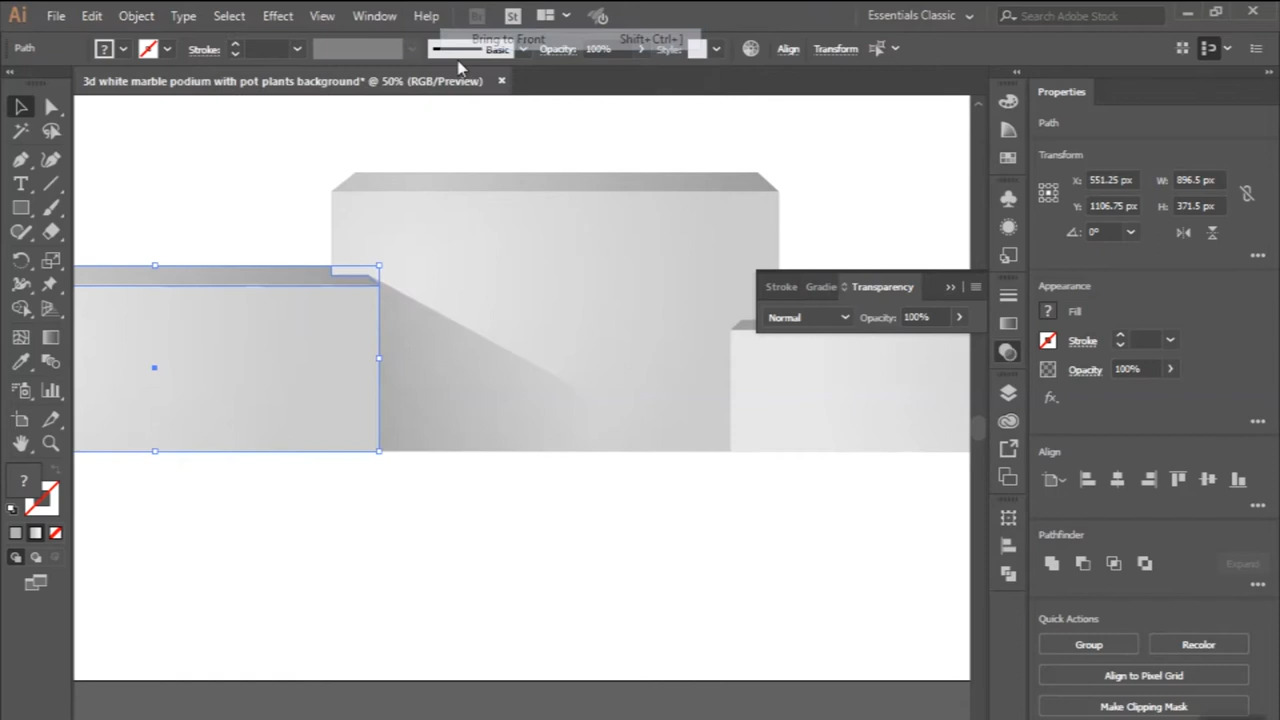 Ai File Edit Object Type Select Effect View Window Help Br St Essentials Classic Search Adobe Stock
Bring to Front Shift+Ctrl+]
Path ? Stroke: Basic Opacity: 100% Style: Align Transform
3d white marble podium with pot plants background* @ 50% (RGB/Preview)
Properties
Path
Transform
X: 551.25 px W: 896.5 px
Y: 1106.75 px H: 371.5 px
0°
Stroke Gradie Transparency
Normal Opacity: 100%
Appearance
? Fill
Stroke
Opacity 100%
fx.
Align
?
Pathfinder
Expand
Quick Actions
Group Recolor
Align to Pixel Grid
Make Clipping Mask